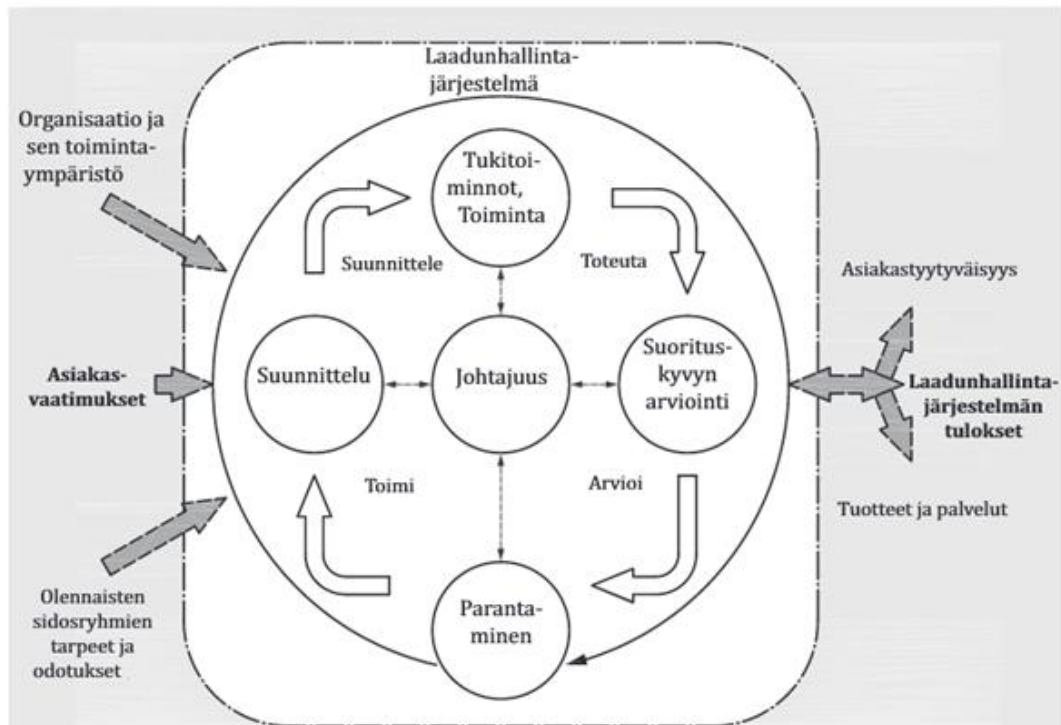 Laadunhallinta-
järjestelmä
Organisaatio ja
sen toiminta-
ympäristö
Tukitoi-
minnot,
Toiminta
Suunnittele
Toteuta
Asiakastyytyväisyys
Asiakas-
vaatimukset
Suunnittelu
Johtajuus
Suoritus-
kyvyn
arviointi
Laadunhallinta-
järjestelmän
tulokset
Toimi
Arvioi
Tuotteet ja palvelut
Olennaisten
sidosryhmien
tarpeet ja
odotukset
Paranta-
minen